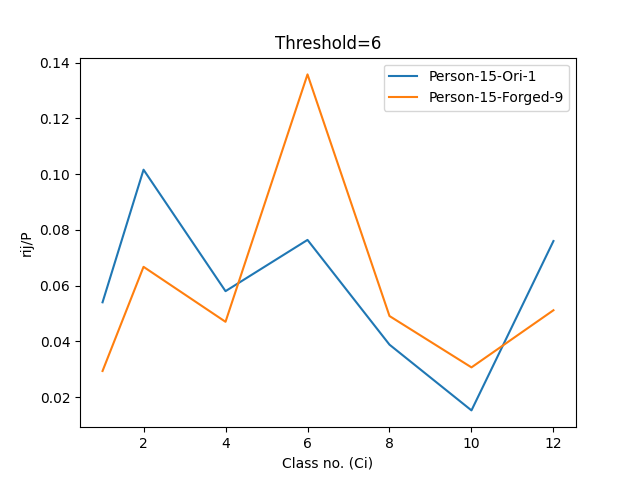 Threshold=6
Person-15-Ori-1
Person-15-Forged-9
0.14
0.12
0.10
0.08
0.06
0.04
0.02
rij/P
2 4 6 8 10 12
Class no. (Ci)